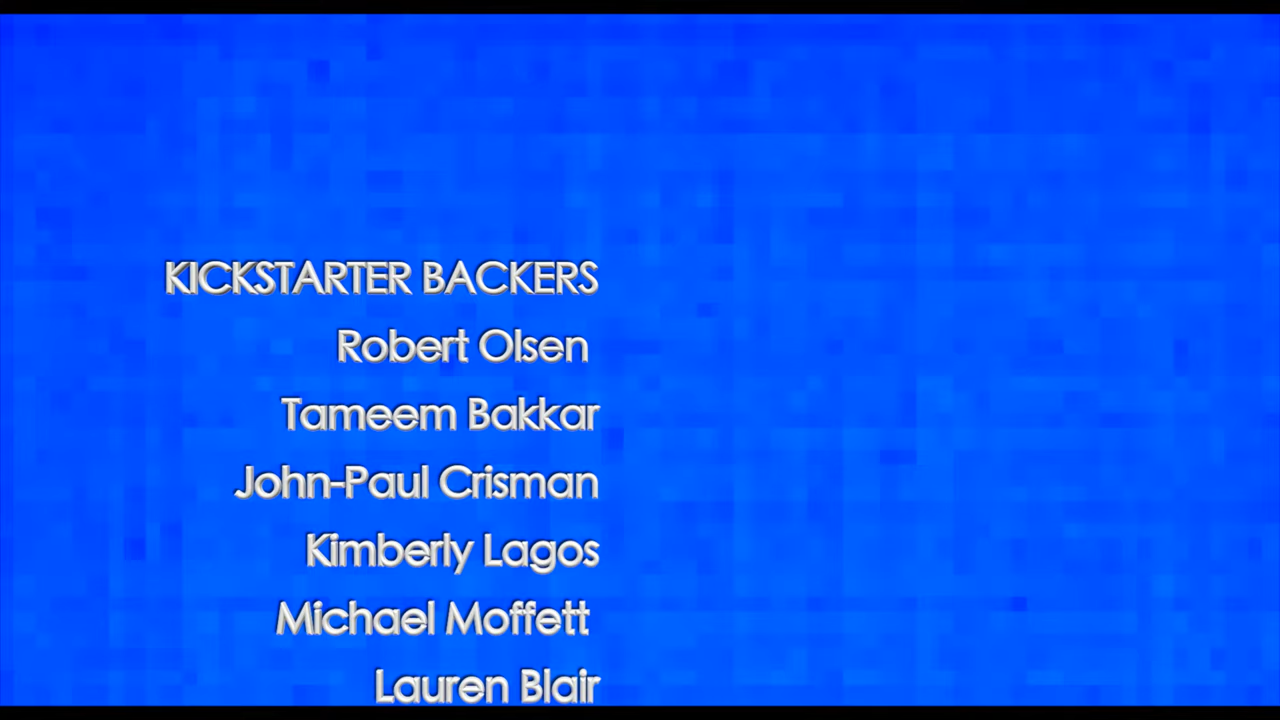 KICKSTARTER BACKERS
Robert Olsen
Tameem Bakkar
John-Paul Crisman
Kimberly Lagos
Michael Moffett
Lauren Blair